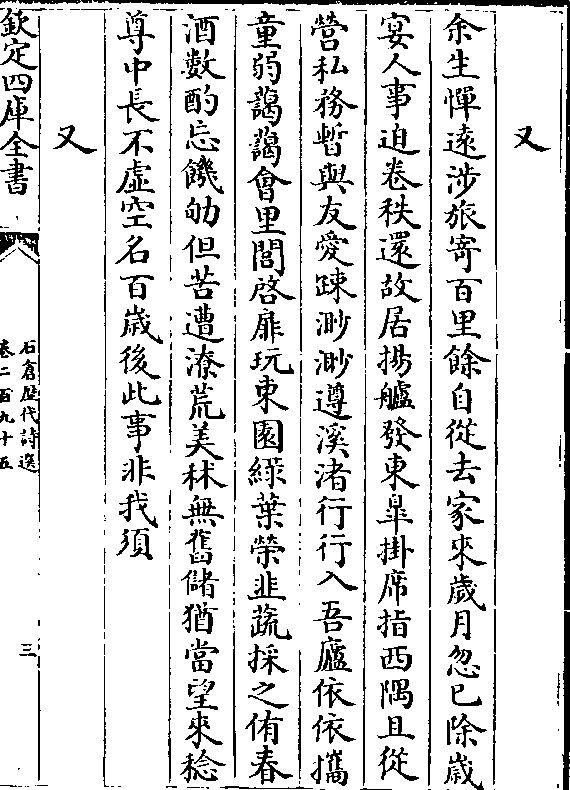 又
余生憚遠涉旅寄百里餘自從去家來歲月忽已除歲
宴人事迫卷秩還故居揚艫發東臯掛席指西隅且從
營私務暫與友愛踈渺渺遵溪渚行行入吾廬依依攜
童弱藹藹會里閭啓扉玩東園緑葉榮韭蔬採之侑春
酒數酌忘饑劬但苦遭潦荒美秫無舊儲猶當望來稔
尊中長不虚空名百歲後此事非我須
又
欽定四庫全書
石倉歷代詩選
卷二百九十五
三